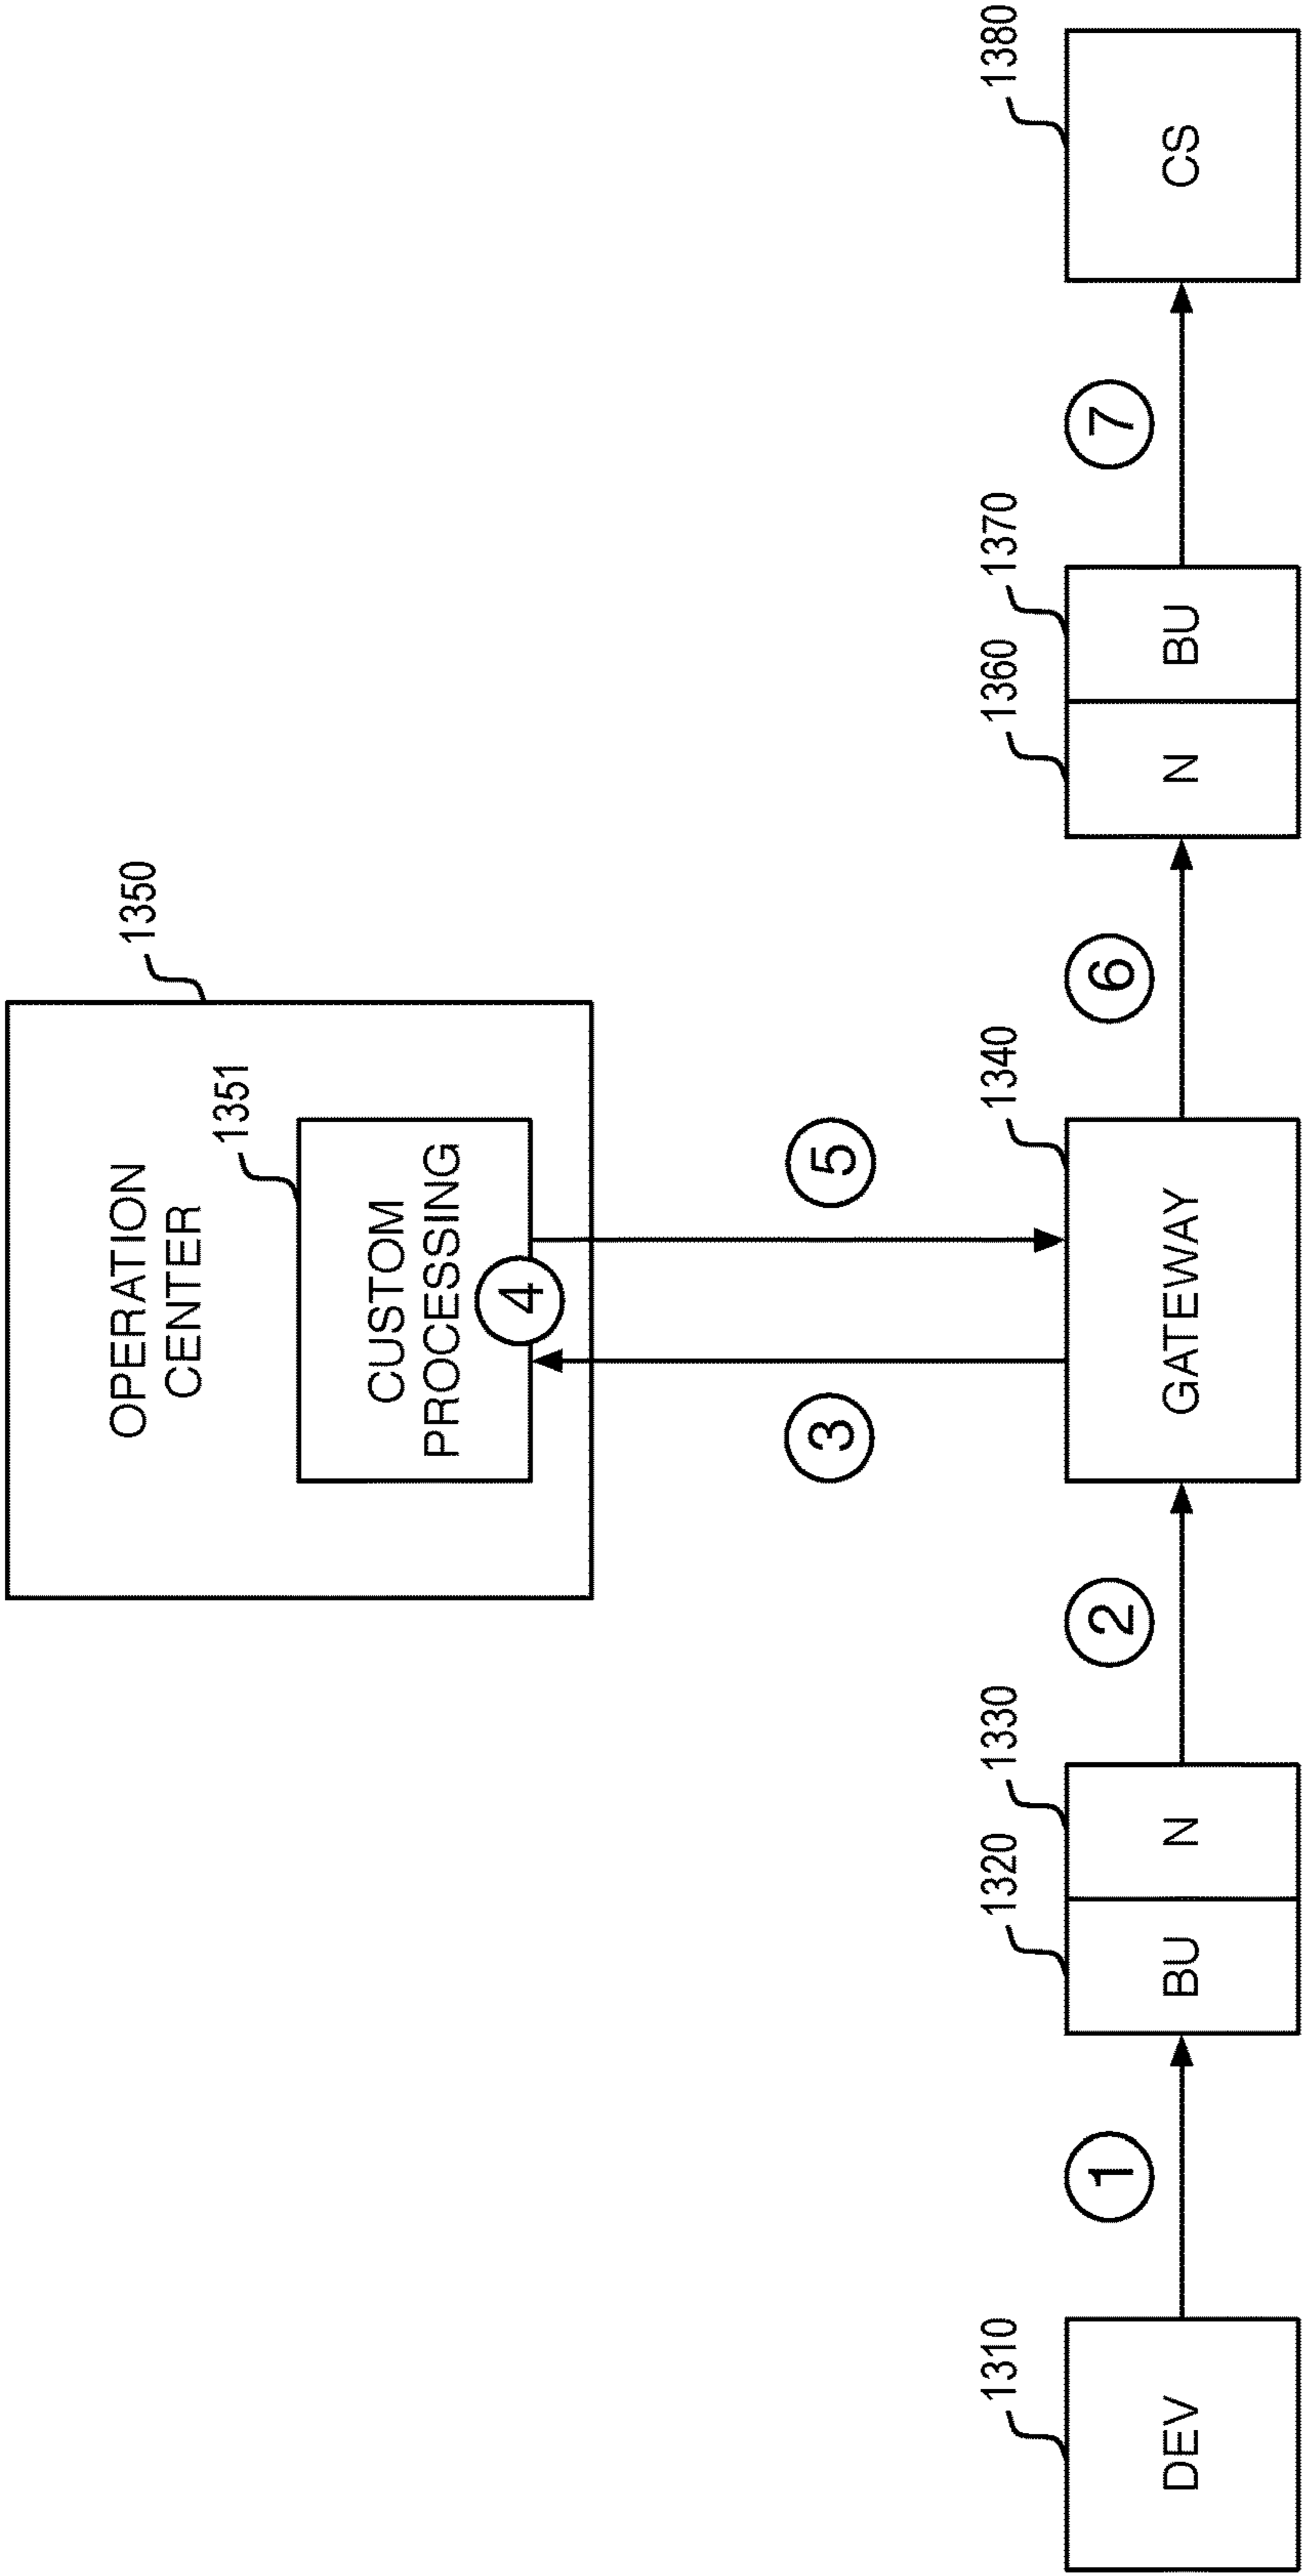 OPERATION
CENTER
1350
1351
CUSTOM
PROCESSING
4
3
5
1310
DEV
1
1320
1330
BU
N
2
1340
GATEWAY
6
1360
1370
N
BU
7
1380
CS